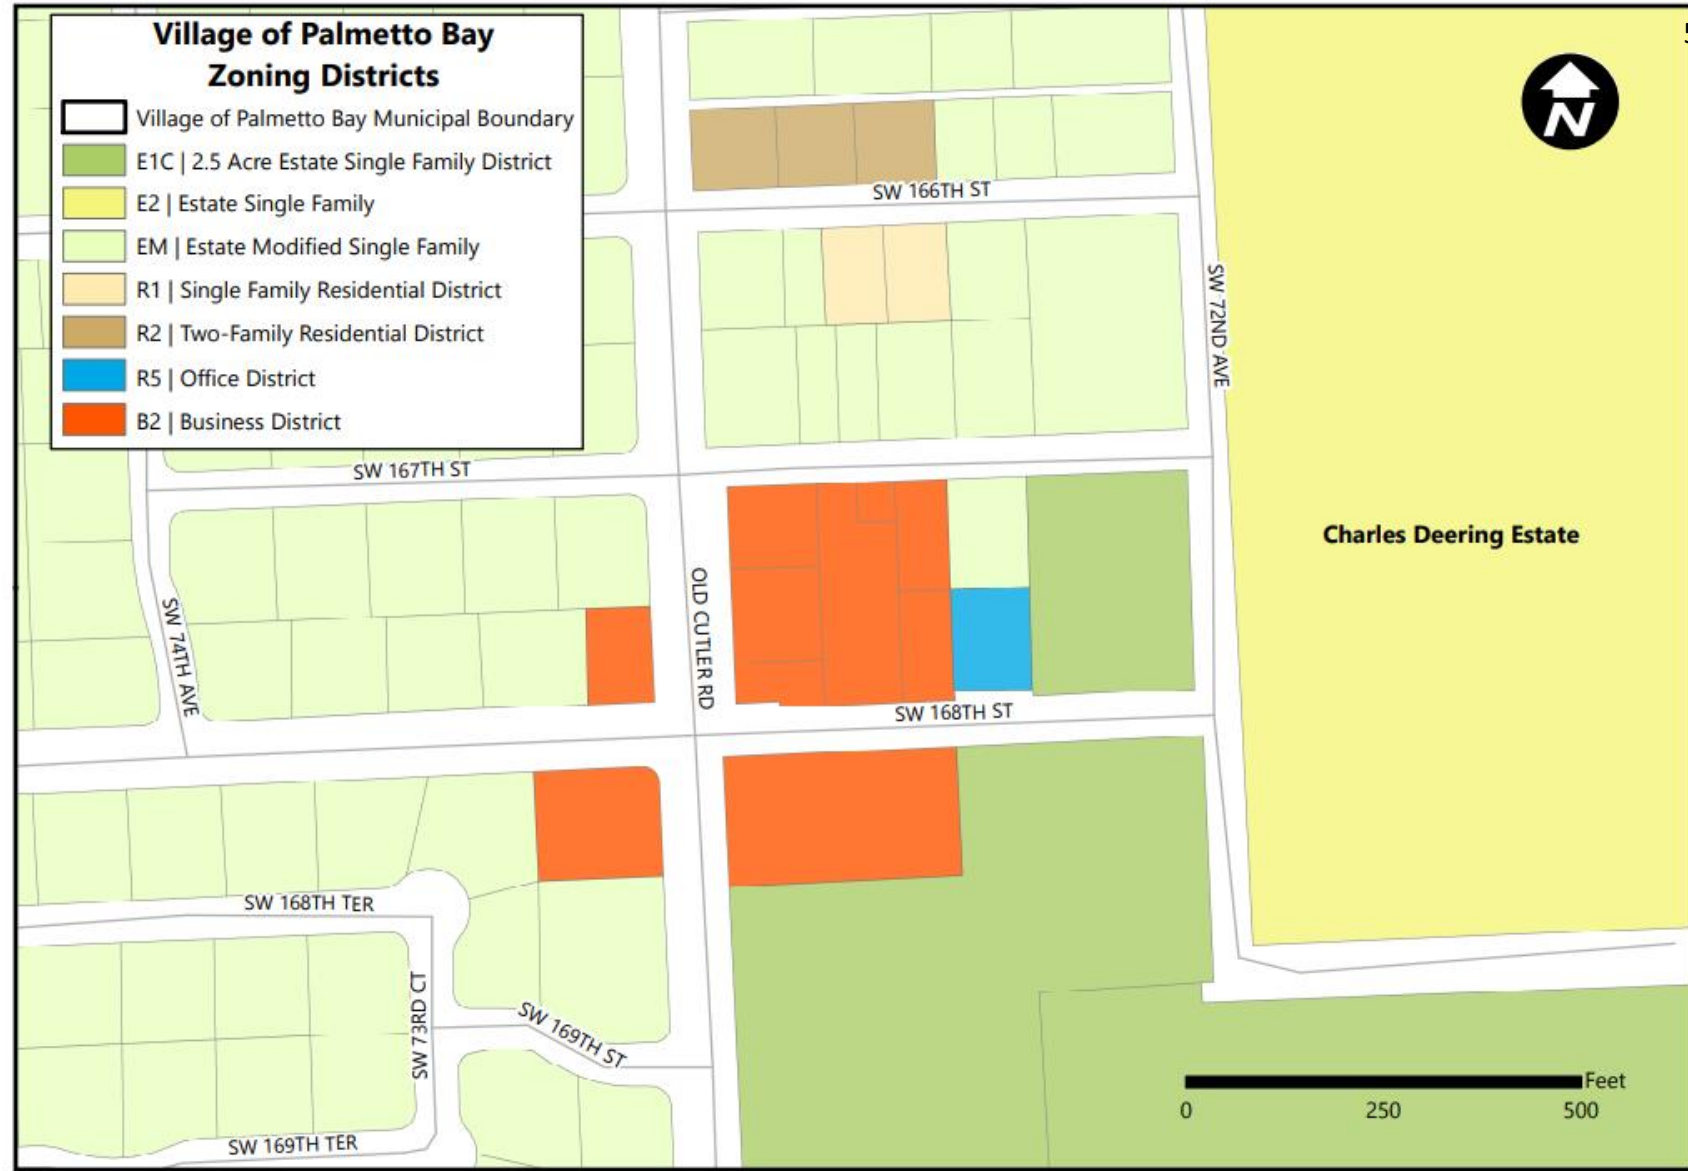 Village of Palmetto Bay
Zoning Districts
Village of Palmetto Bay Municipal Boundary
E1C | 2.5 Acre Estate Single Family District
E2 | Estate Single Family
EM | Estate Modified Single Family
R1 | Single Family Residential District
R2 | Two-Family Residential District
R5 | Office District
B2 | Business District
N
SW 166TH ST
SW 72ND AVE
SW 167TH ST
Charles Deering Estate
OLD CUTLER RD
SW 74TH AVE
SW 168TH ST
SW 168TH TER
SW 73RD CT
SW 169TH ST
SW 169TH TER
Feet
0 250 500